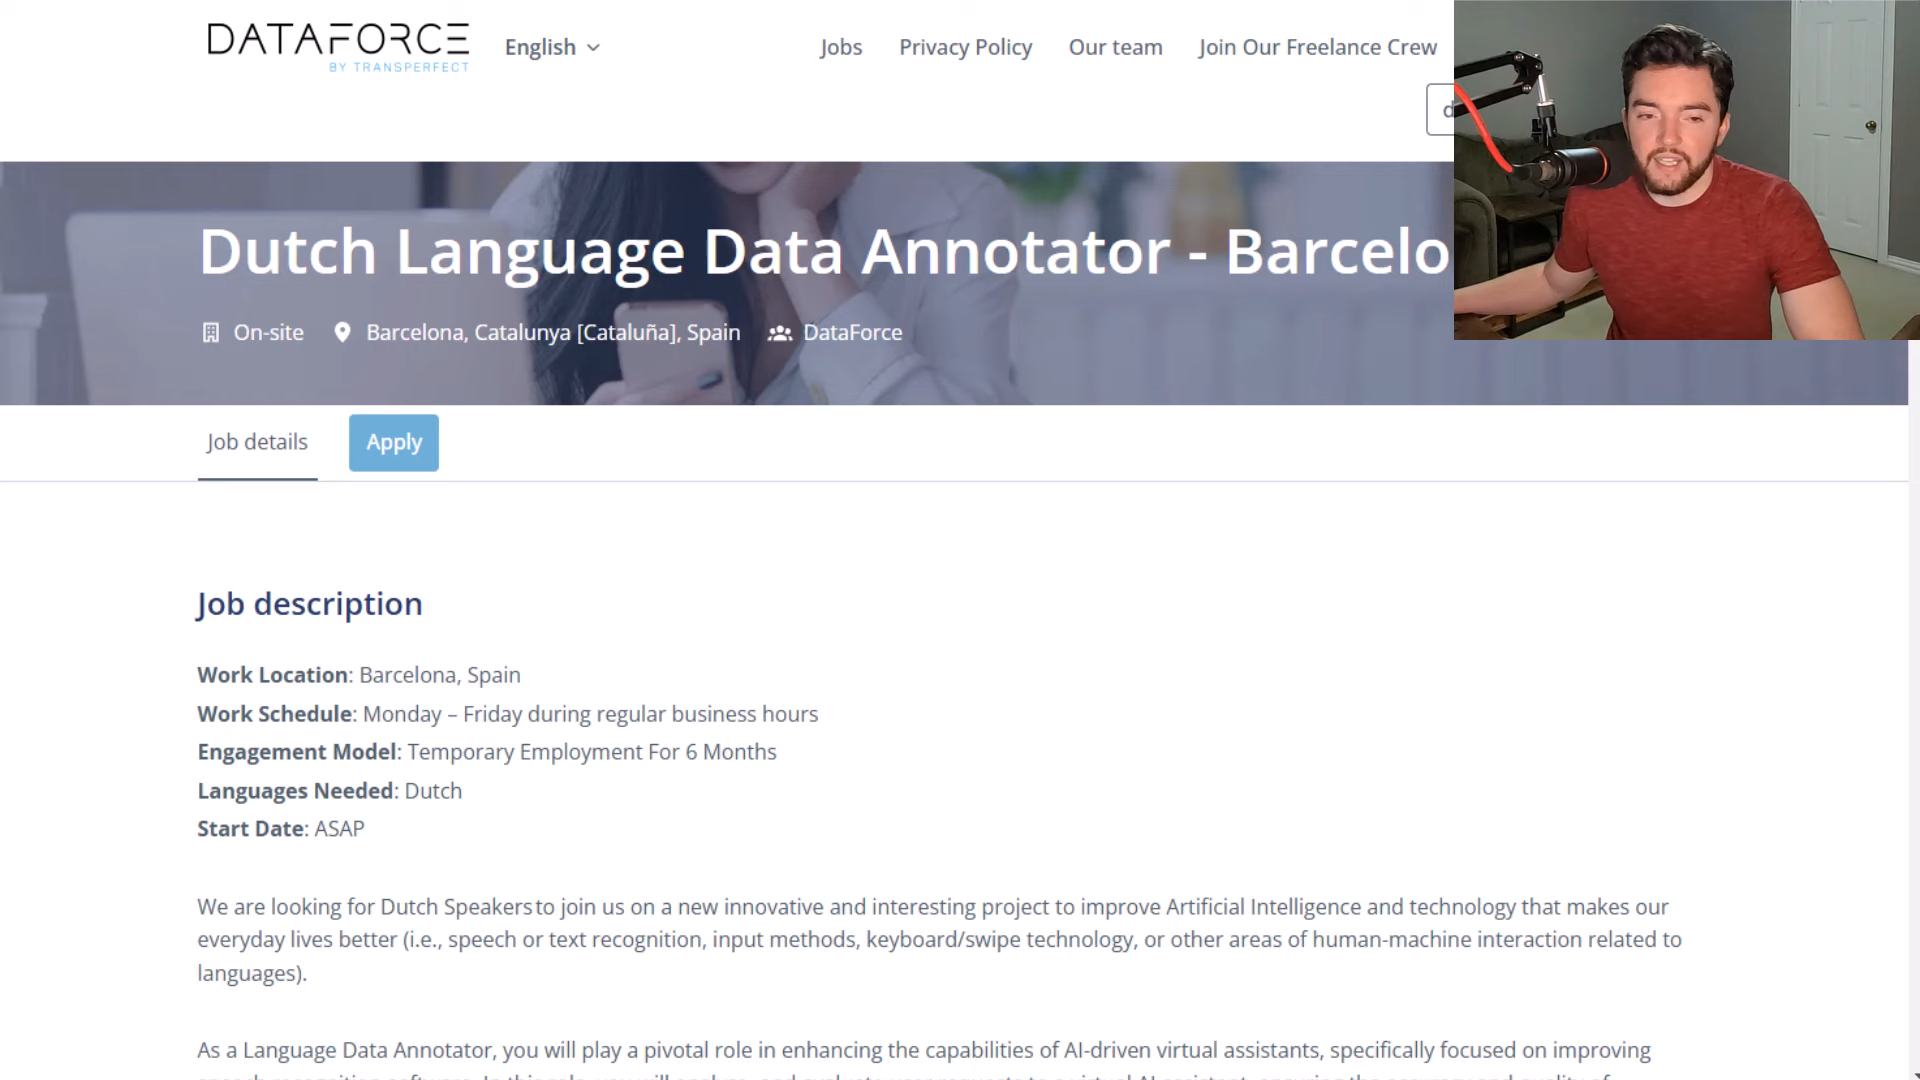 DATAFORCE
BY TRANSPERFECT
English
Jobs
Privacy Policy
Our team
Join Our Freelance Crew
Dutch Language Data Annotator - Barcelo
On-site
Barcelona, Catalunya [Cataluña], Spain
DataForce
Job details
Apply
Job description
Work Location: Barcelona, Spain
Work Schedule: Monday – Friday during regular business hours
Engagement Model: Temporary Employment For 6 Months
Languages Needed: Dutch
Start Date: ASAP
We are looking for Dutch Speakers to join us on a new innovative and interesting project to improve Artificial Intelligence and technology that makes our
everyday lives better (i.e., speech or text recognition, input methods, keyboard/swipe technology, or other areas of human-machine interaction related to
languages).
As a Language Data Annotator, you will play a pivotal role in enhancing the capabilities of AI-driven virtual assistants, specifically focused on improving